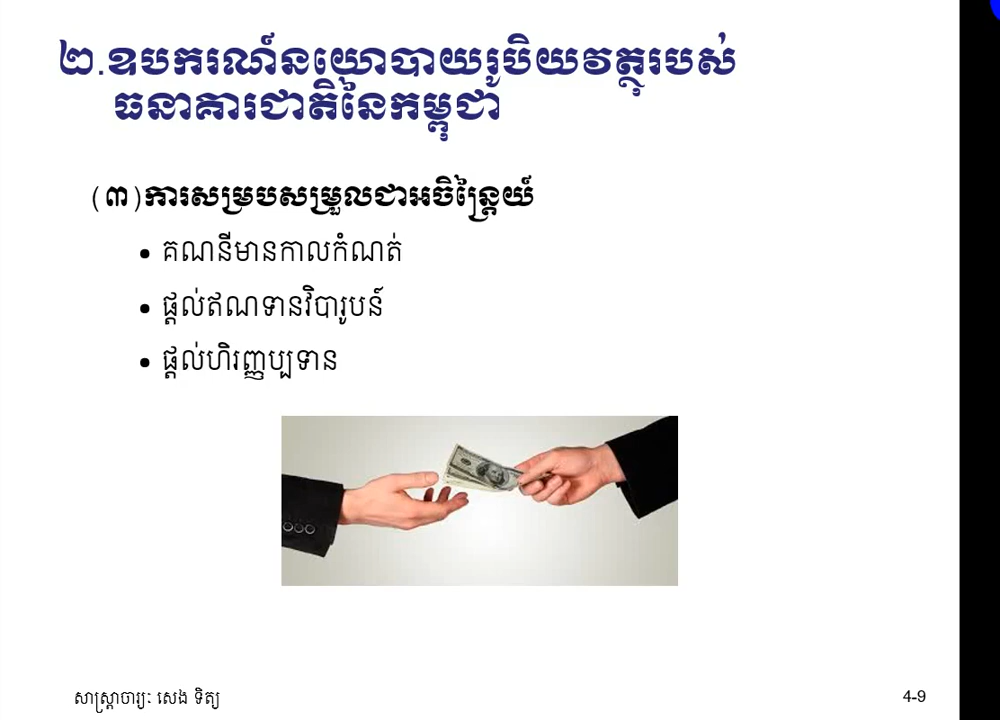 ២.ឧបករណ៍នយោបាយរូបិយវត្ថុរបស់
ធនាគារជាតិនៃកម្ពុជា
(៣)ការសម្របសម្រួលជាអចិន្ត្រៃយ៍
• គណនីមានកាលកំណត់
• ផ្តល់ឥណទានវិបារូបន៍
• ផ្តល់ហិរញ្ញប្បទាន
សាស្ត្រាចារ្យ: សេង ទិត្យ
4-9